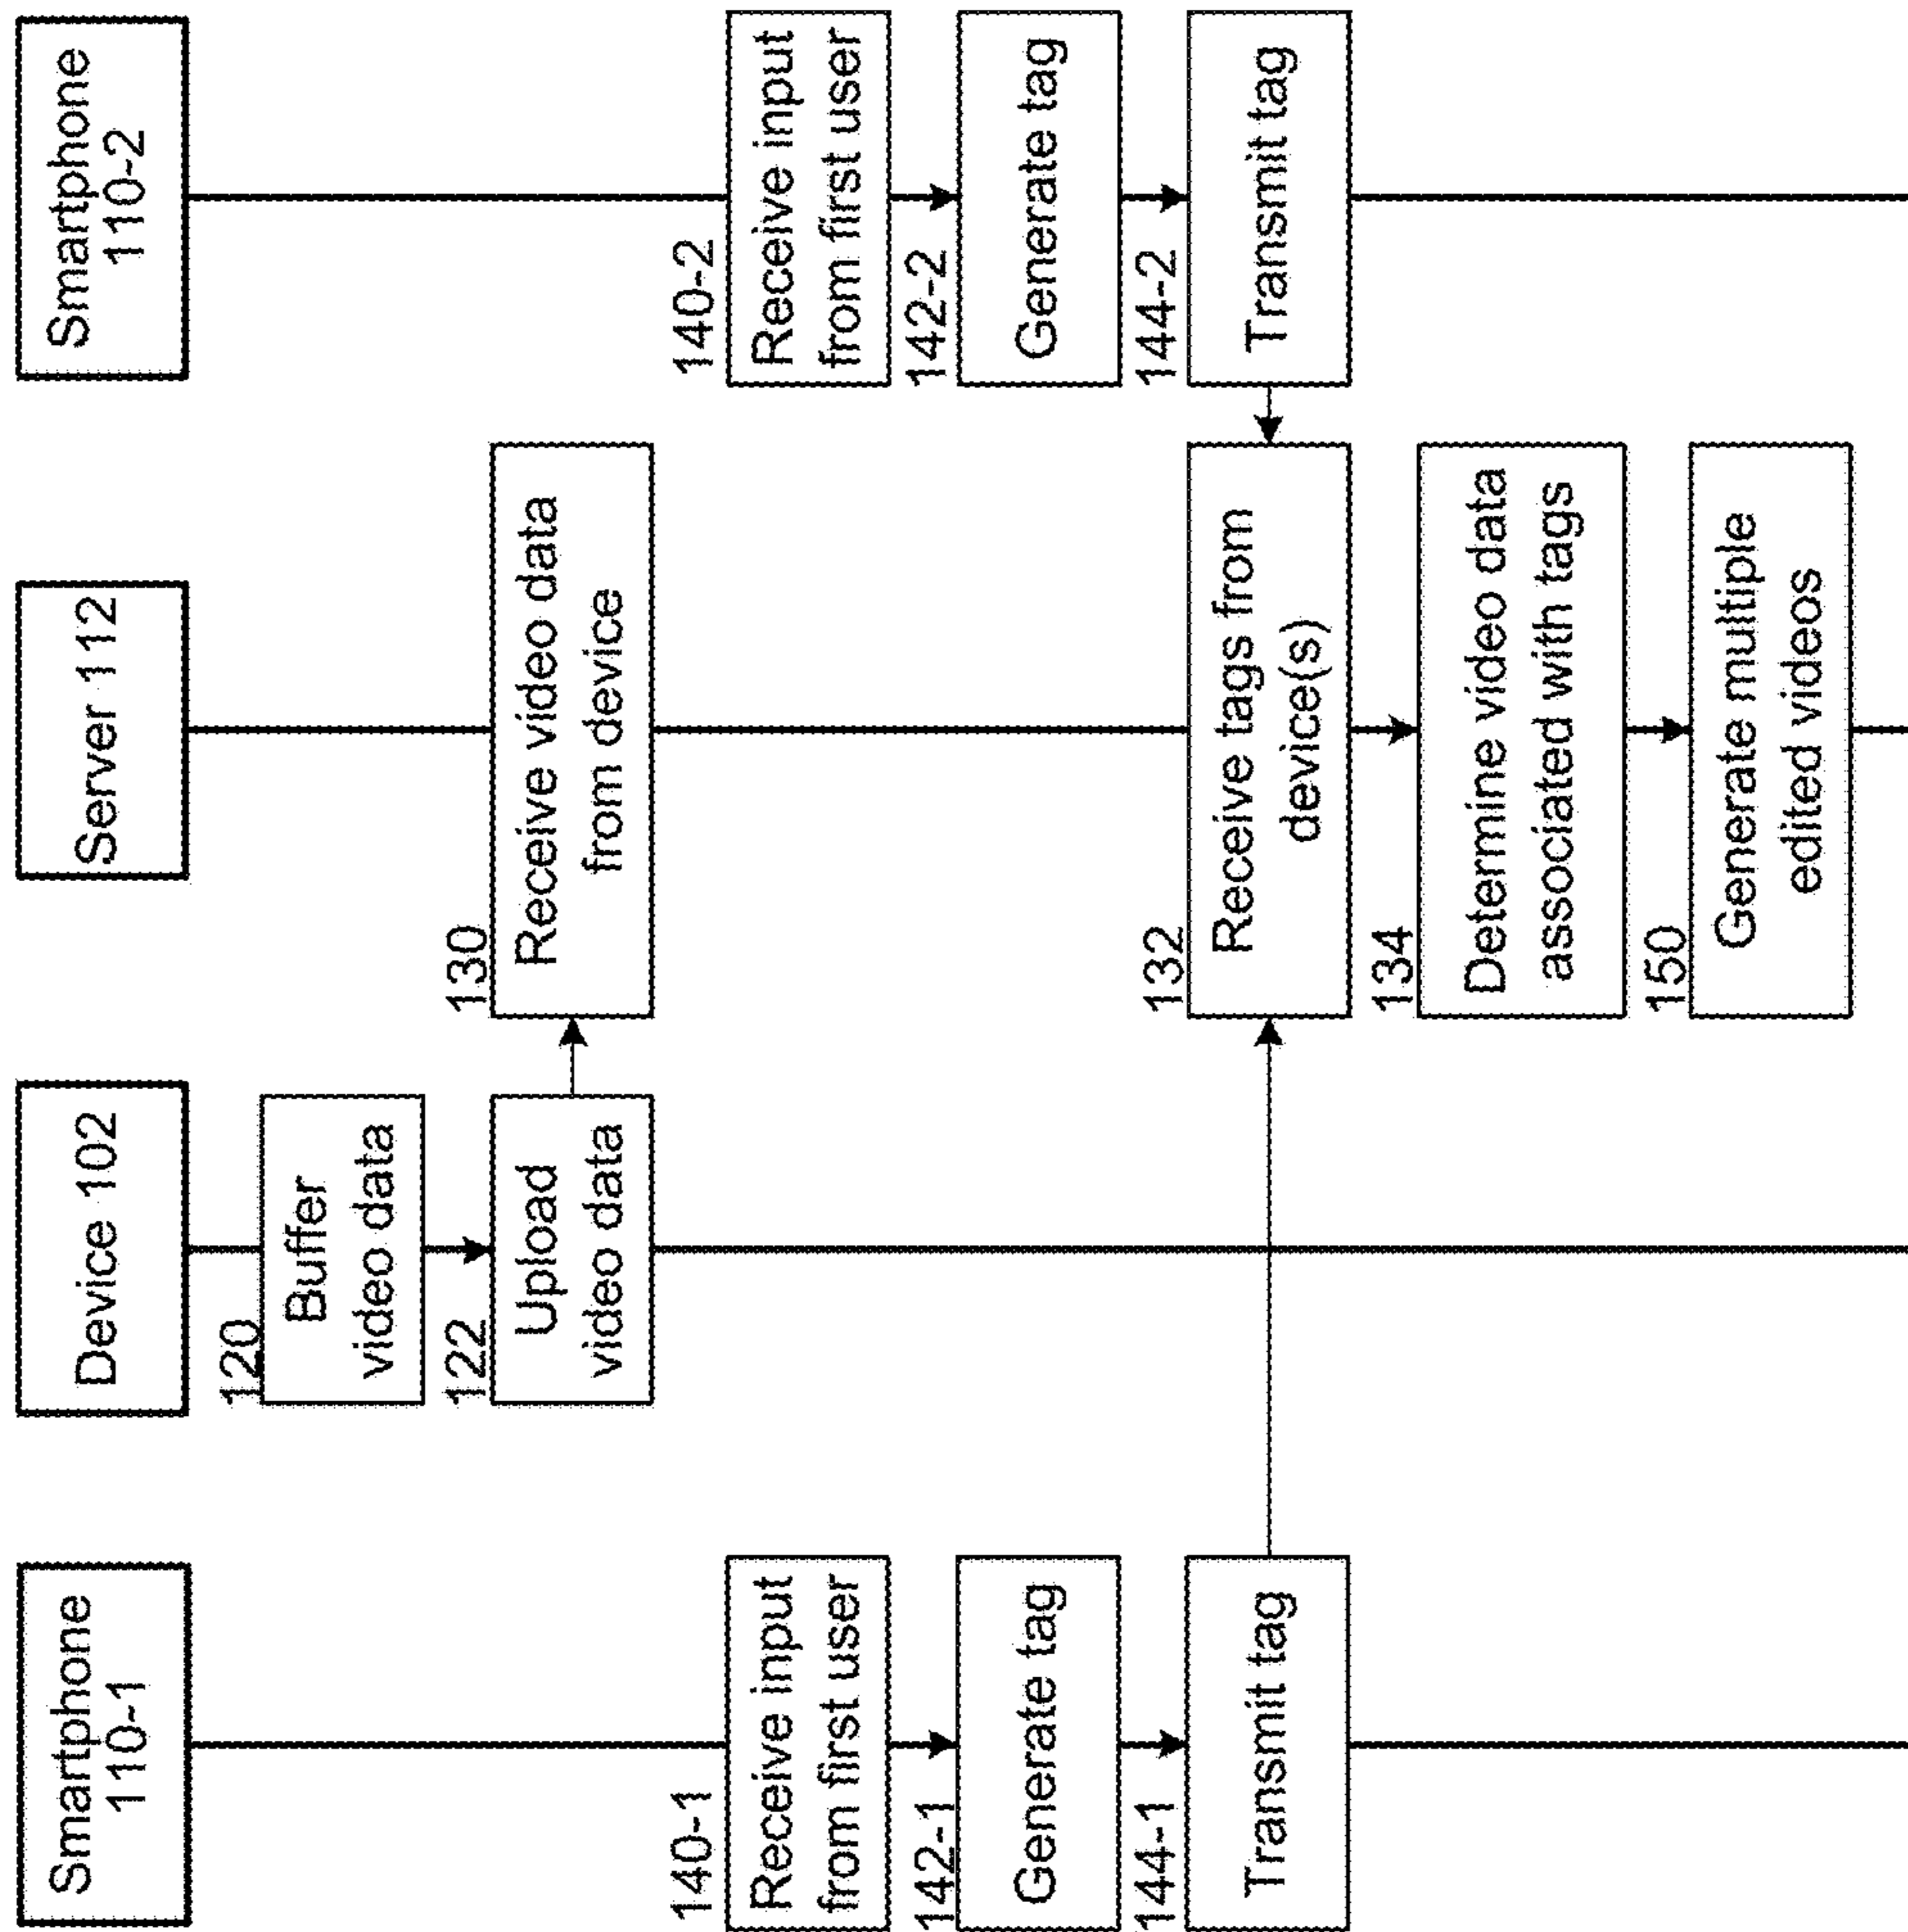 Smartphone
110-1
Device 102
Server 112
Smartphone
110-2
120
Buffer
video data
122
Upload
video data
130
Receive video data
from device
140-1
Receive input
from first user
140-2
Receive input
from first user
142-1
Generate tag
142-2
Generate tag
144-1
Transmit tag
132
Receive tags from
device(s)
144-2
Transmit tag
134
Determine video data
associated with tags
150
Generate multiple
edited videos